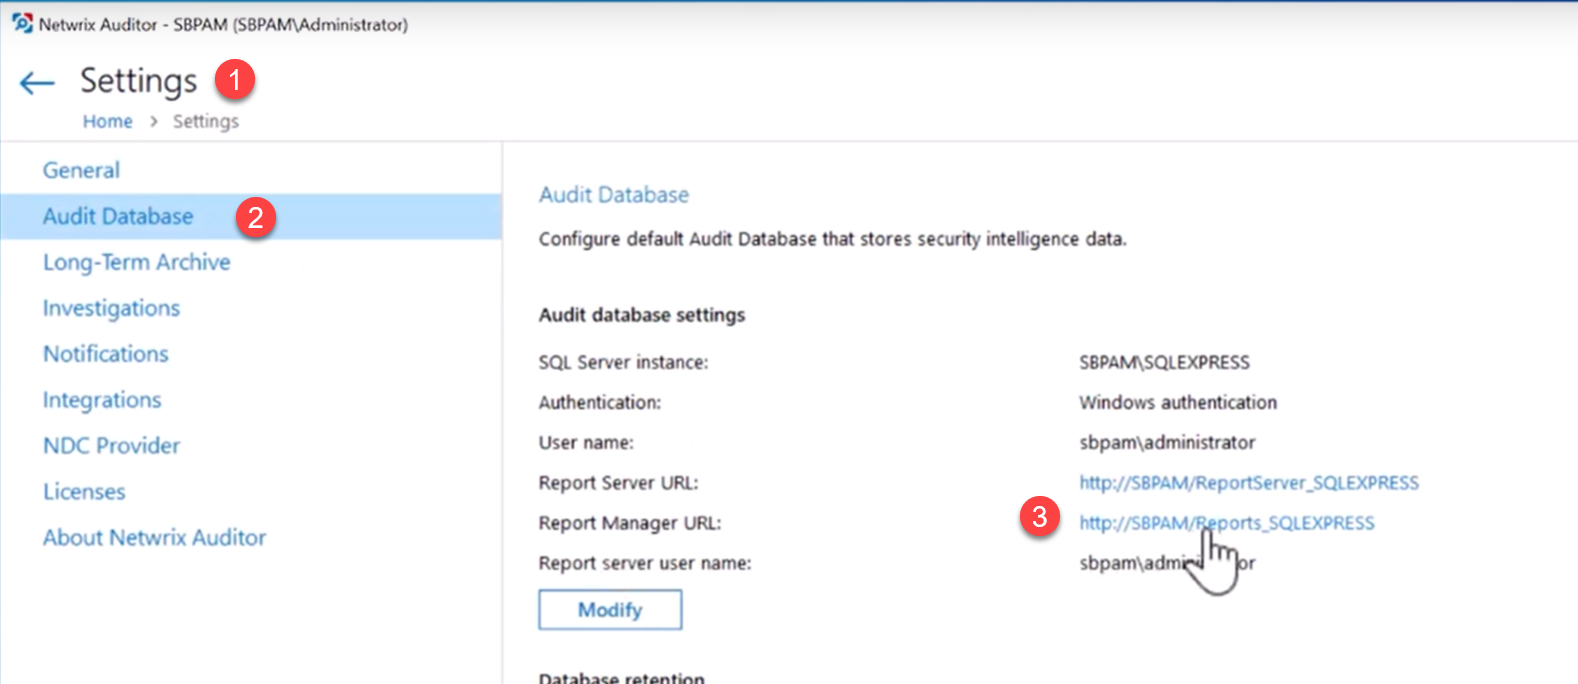 Netwrix Auditor - SBPAM (SBPAM\Administrator)
Settings 1
Home > Settings
General
Audit Database 2
Long-Term Archive
Investigations
Notifications
Integrations
NDC Provider
Licenses
About Netwrix Auditor
Audit Database
Configure default Audit Database that stores security intelligence data.
Audit database settings
SQL Server instance: SBPAM\SQLEXPRESS
Authentication: Windows authentication
User name: sbpam\administrator
Report Server URL: http://SBPAM/ReportServer_SQLEXPRESS
Report Manager URL: 3 http://SBPAM/Reports_SQLEXPRESS
Report server user name: sbpam\administrator
Modify
Database retention